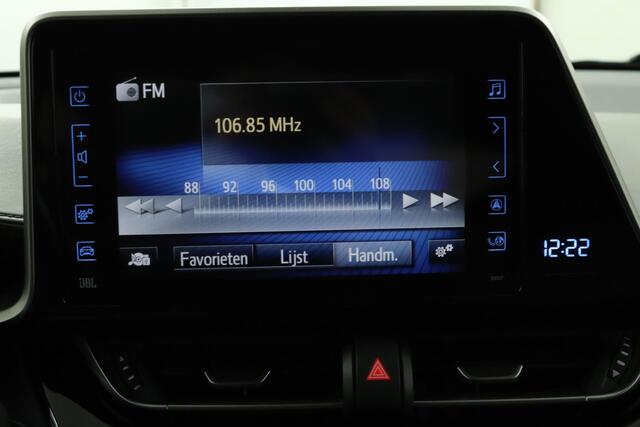 FM
106.85 MHz
88 92 96 100 104 108
Favorieten Lijst Handm.
12:22
JBL